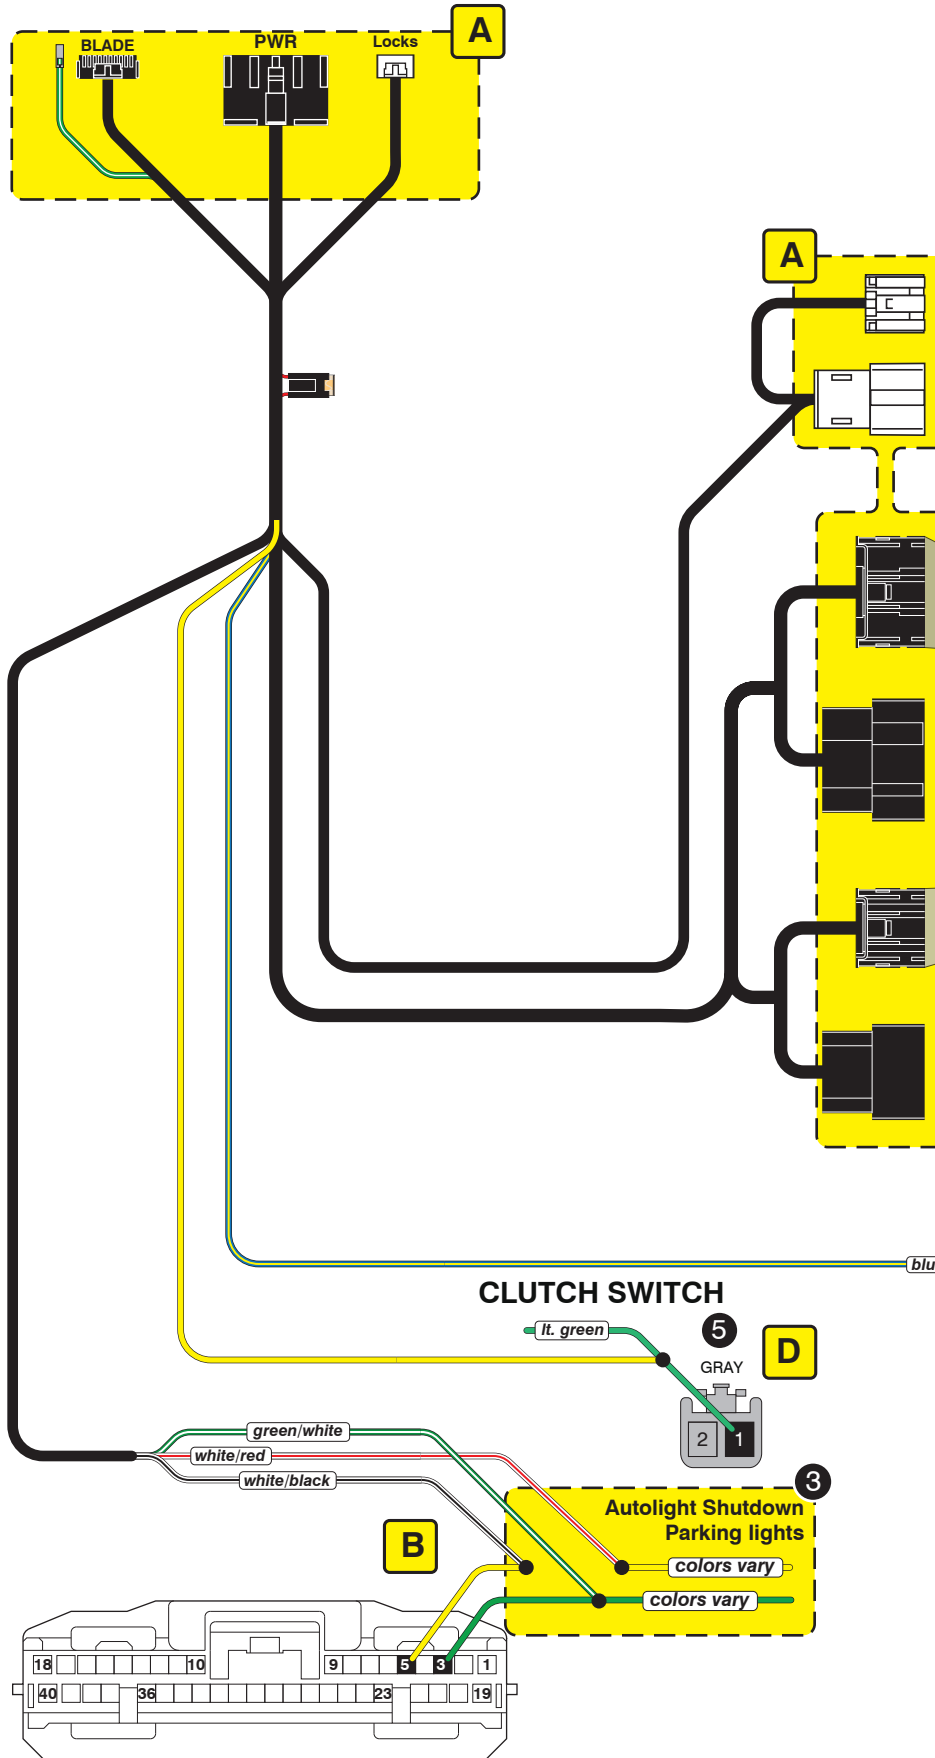 A
BLADE
PWR
Locks
A
blu
CLUTCH SWITCH
lt. green
5
D
GRAY
2 1
green/white
white/red
white/black
3
Autolight Shutdown
Parking lights
B
colors vary
colors vary
18 10 9 5 3 1
40 36 23 19